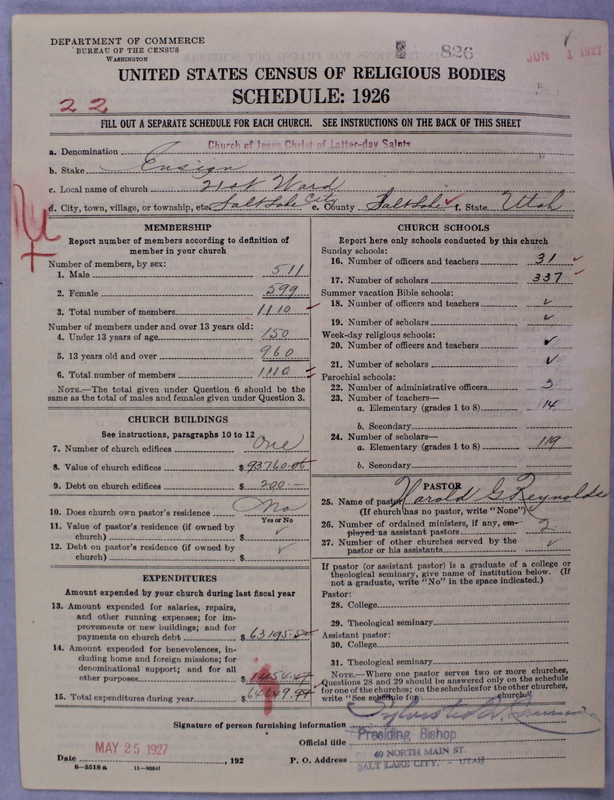 DEPARTMENT OF COMMERCE
BUREAU OF THE CENSUS
WASHINGTON
826
JUN 1 1927
UNITED STATES CENSUS OF RELIGIOUS BODIES
SCHEDULE: 1926
22
FILL OUT A SEPARATE SCHEDULE FOR EACH CHURCH. SEE INSTRUCTIONS ON THE BACK OF THIS SHEET
a. Denomination Church of Jesus Christ of Latter-day Saints
b. Stake Ensign
c. Local name of church 21st Ward
d. City, town, village, or township, etc. Salt Lake City e. County Salt Lake f. State Utah
MEMBERSHIP
Report number of members according to definition of
member in your church
Number of members, by sex:
1. Male 511
2. Female 599
3. Total number of members 1110
Number of members under and over 13 years old:
4. Under 13 years of age 150
5. 13 years old and over 960
6. Total number of members 1110
NOTE.—The total given under Question 6 should be the
same as the total of males and females given under Question 3.
CHURCH BUILDINGS
See instructions, paragraphs 10 to 12
7. Number of church edifices One
8. Value of church edifices $ 93760.06
9. Debt on church edifices $ 200.—
10. Does church own pastor's residence? No
Yes or No
11. Value of pastor's residence (if owned by
church) $ ✓
12. Debt on pastor's residence (if owned by
church) $ ✓
EXPENDITURES
Amount expended by your church during last fiscal year
13. Amount expended for salaries, repairs,
and other running expenses; for im-
provements or new buildings; and for
payments on church debt $ 63195.52
14. Amount expended for benevolences, in-
cluding home and foreign missions; for
denominational support; and for all
other purposes $ 1454.47
15. Total expenditures during year $ 64649.99
CHURCH SCHOOLS
Report here only schools conducted by this church
Sunday schools:
16. Number of officers and teachers 31
17. Number of scholars 337
Summer vacation Bible schools:
18. Number of officers and teachers ✓
19. Number of scholars ✓
Week-day religious schools:
20. Number of officers and teachers ✓
21. Number of scholars ✓
Parochial schools:
22. Number of administrative officers 3
23. Number of teachers—
a. Elementary (grades 1 to 8) 14
b. Secondary
24. Number of scholars—
a. Elementary (grades 1 to 8) 119
b. Secondary
PASTOR
25. Name of pastor Harold G Reynolds
(If church has no pastor, write "None")
26. Number of ordained ministers, if any, em-
ployed as assistant pastors 2
27. Number of other churches served by the
pastor or his assistants ✓
If pastor (or assistant pastor) is a graduate of a college or
theological seminary, give name of institution below. (If
not a graduate, write "No" in the space indicated.)
Pastor:
28. College
29. Theological seminary
Assistant pastor:
30. College
31. Theological seminary
NOTE.—Where one pastor serves two or more churches,
Questions 28 and 29 should be answered only on the schedule
for one of the churches; on the schedules for the other churches,
write "See schedule for church."
Signature of person furnishing information Sylvester Q. Cannon
Official title Presiding Bishop
MAY 25 1927
Date , 192 P. O. Address 40 NORTH MAIN ST.
SALT LAKE CITY, - UTAH
8-5518a